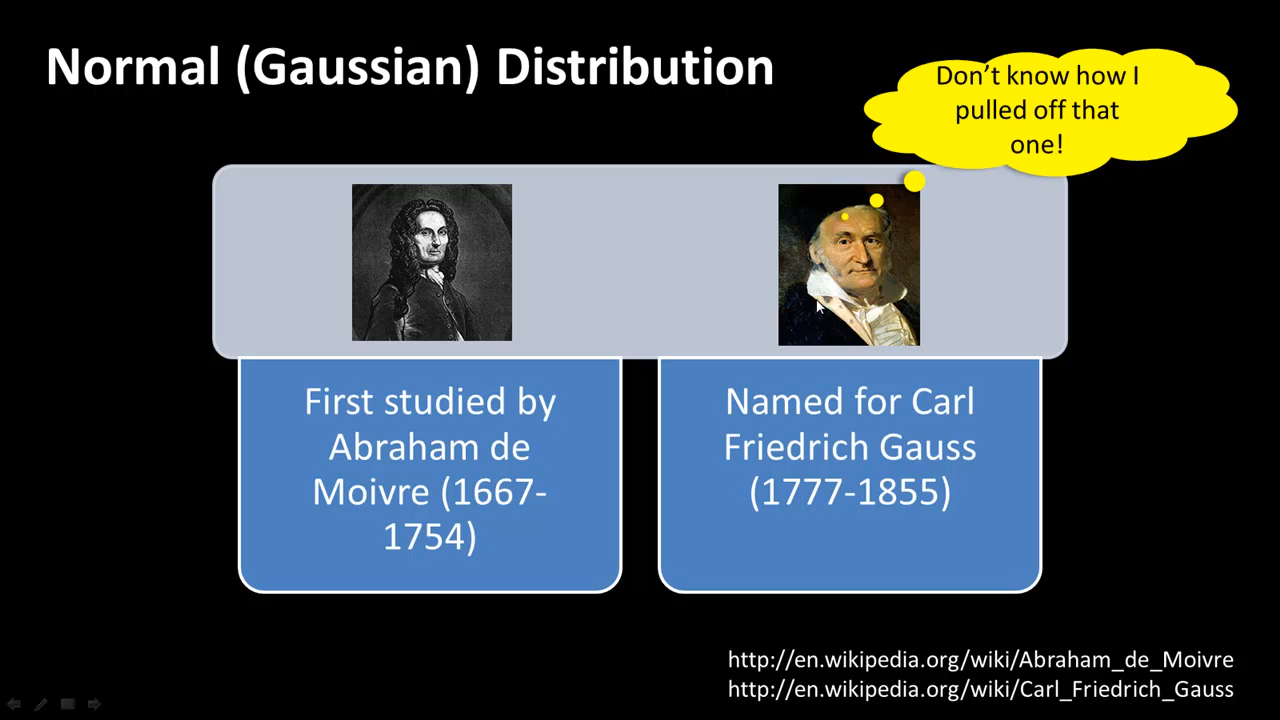 Normal (Gaussian) Distribution
Don’t know how I
pulled off that
one!
First studied by
Abraham de
Moivre (1667-
1754)
Named for Carl
Friedrich Gauss
(1777-1855)
http://en.wikipedia.org/wiki/Abraham_de_Moivre
http://en.wikipedia.org/wiki/Carl_Friedrich_Gauss